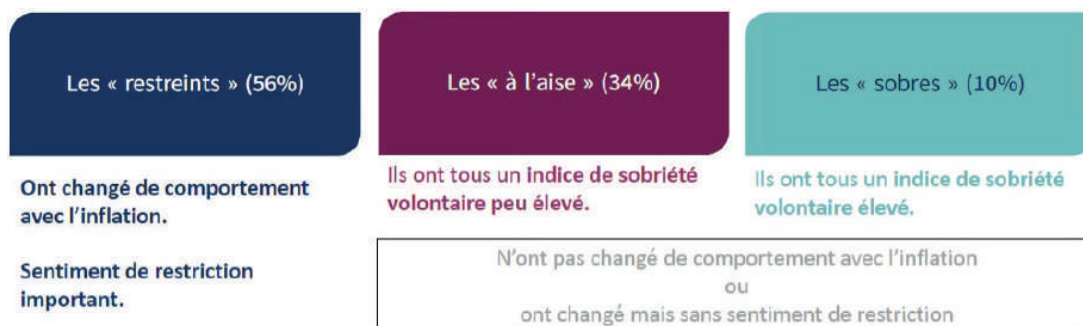 Les « restreints » (56%)
Les « à l’aise » (34%)
Les « sobres » (10%)
Ont changé de comportement
avec l’inflation.
Sentiment de restriction
important.
Ils ont tous un indice de sobriété
volontaire peu élevé.
Ils ont tous un indice de sobriété
volontaire élevé.
N’ont pas changé de comportement avec l’inflation
ou
ont changé mais sans sentiment de restriction